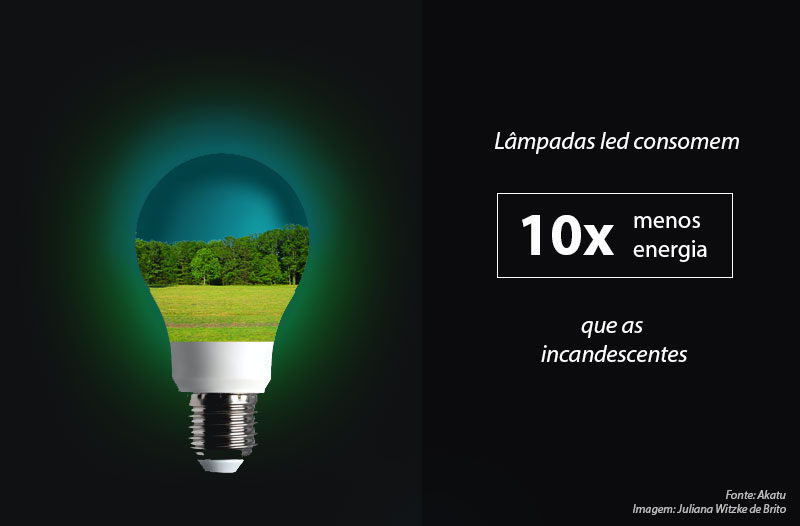 Lâmpadas led consomem
10x menos
energia
que as
incandescentes
Fonte: Akatu
Imagem: Juliana Witzke de Brito